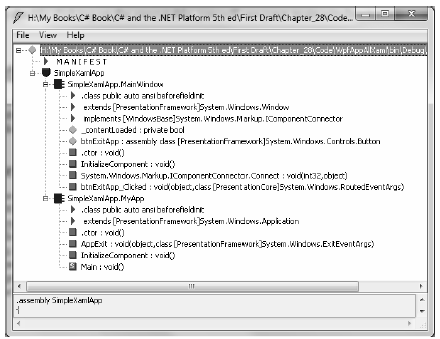 H:\My Books\C# Book\C# and the .NET Platform 5th ed\First Draft\Chapter_28\Code...
File View Help
H:\My Books\C# Book\C# and the .NET Platform 5th ed\First Draft\Chapter_28\Code\WpfAppAllXaml\bin\Debug\
M A N I F E S T
SimpleXamlApp
SimpleXamlApp.MainWindow
.class public auto ansi beforefieldinit
extends [PresentationFramework]System.Windows.Window
implements [WindowsBase]System.Windows.Markup.IComponentConnector
_contentLoaded : private bool
btnExitApp : assembly class [PresentationFramework]System.Windows.Controls.Button
.ctor : void()
InitializeComponent : void()
System.Windows.Markup.IComponentConnector.Connect : void(int32,object)
btnExitApp_Clicked : void(object,class [PresentationCore]System.Windows.RoutedEventArgs)
SimpleXamlApp.MyApp
.class public auto ansi beforefieldinit
extends [PresentationFramework]System.Windows.Application
.ctor : void()
AppExit : void(object,class [PresentationFramework]System.Windows.ExitEventArgs)
InitializeComponent : void()
S Main : void()
.assembly SimpleXamlApp
{